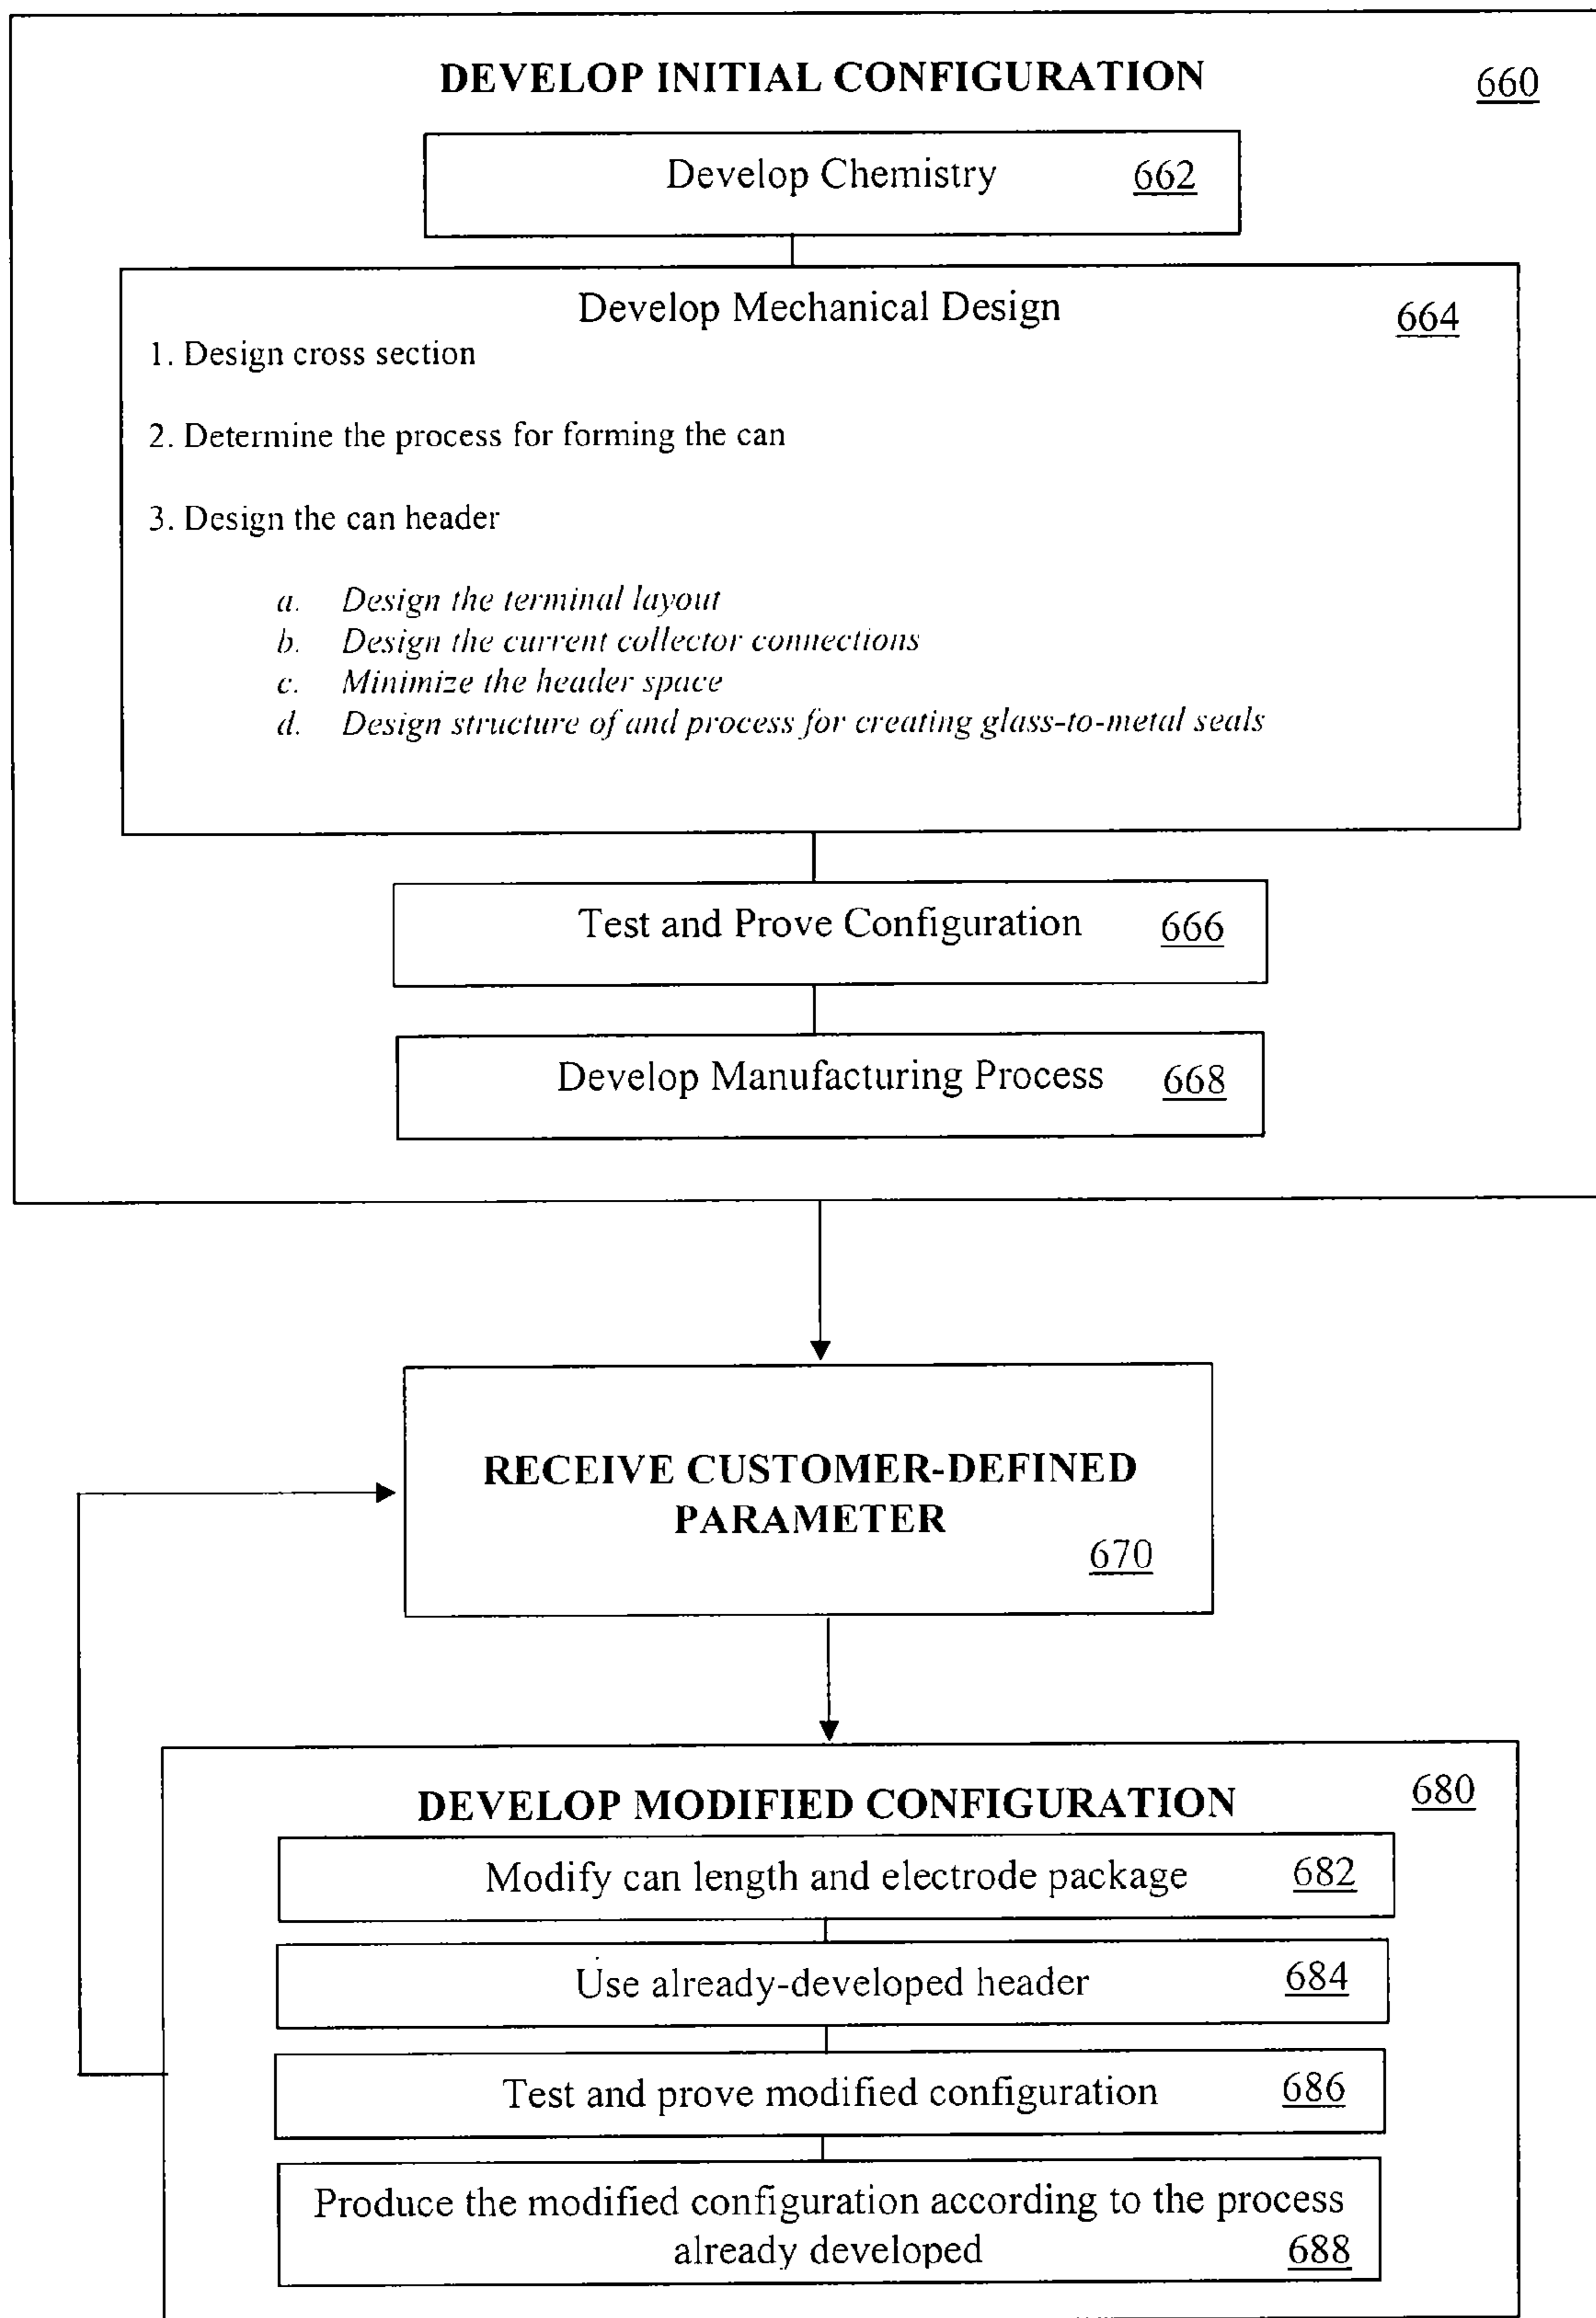 DEVELOP INITIAL CONFIGURATION 660
Develop Chemistry 662
Develop Mechanical Design 664
1. Design cross section
2. Determine the process for forming the can
3. Design the can header
a. Design the terminal layout
b. Design the current collector connections
c. Minimize the header space
d. Design structure of and process for creating glass-to-metal seals
Test and Prove Configuration 666
Develop Manufacturing Process 668
RECEIVE CUSTOMER-DEFINED
PARAMETER
670
DEVELOP MODIFIED CONFIGURATION 680
Modify can length and electrode package 682
Use already-developed header 684
Test and prove modified configuration 686
Produce the modified configuration according to the process
already developed 688